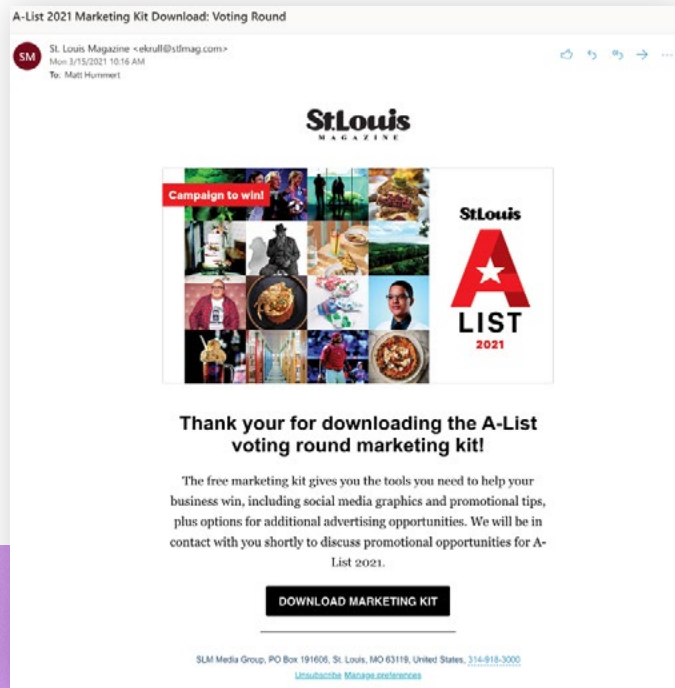 A-List 2021 Marketing Kit Download: Voting Round
SM
St. Louis Magazine <ekrull@stlmag.com>
Mon 3/15/2021 10:16 AM
To: Matt Hummert
St.Louis
MAGAZINE
Campaign to win!
St.Louis
A
LIST
2021
Thank your for downloading the A-List
voting round marketing kit!
The free marketing kit gives you the tools you need to help your
business win, including social media graphics and promotional tips,
plus options for additional advertising opportunities. We will be in
contact with you shortly to discuss promotional opportunities for A-
List 2021.
DOWNLOAD MARKETING KIT
SLM Media Group, PO Box 191606, St. Louis, MO 63119, United States, 314-918-3000
Unsubscribe Manage preferences